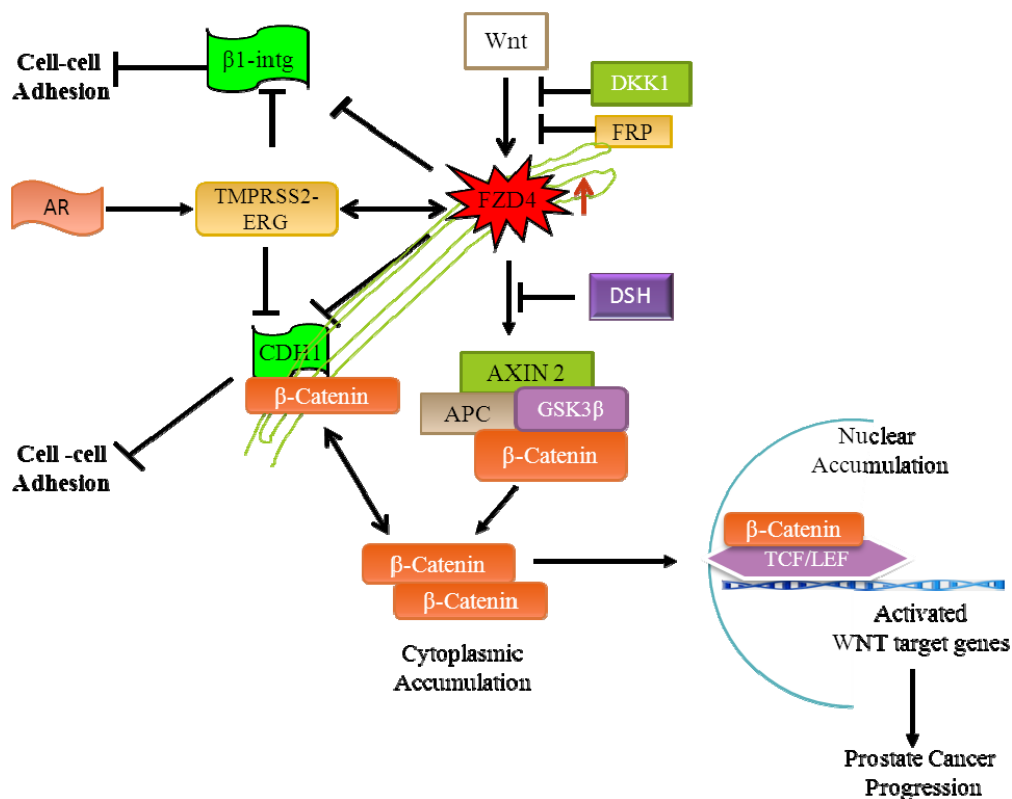 Wnt
β1-intg
Cell-cell
Adhesion
DKK1
FRP
AR
TMPRSS2-
ERG
FZD4
DSH
CDH1
β-Catenin
AXIN 2
APC
GSK3β
β-Catenin
Cell -cell
Adhesion
Nuclear
Accumulation
β-Catenin
TCF/LEF
β-Catenin
β-Catenin
Activated
WNT target genes
Cytoplasmic
Accumulation
Prostate Cancer
Progression